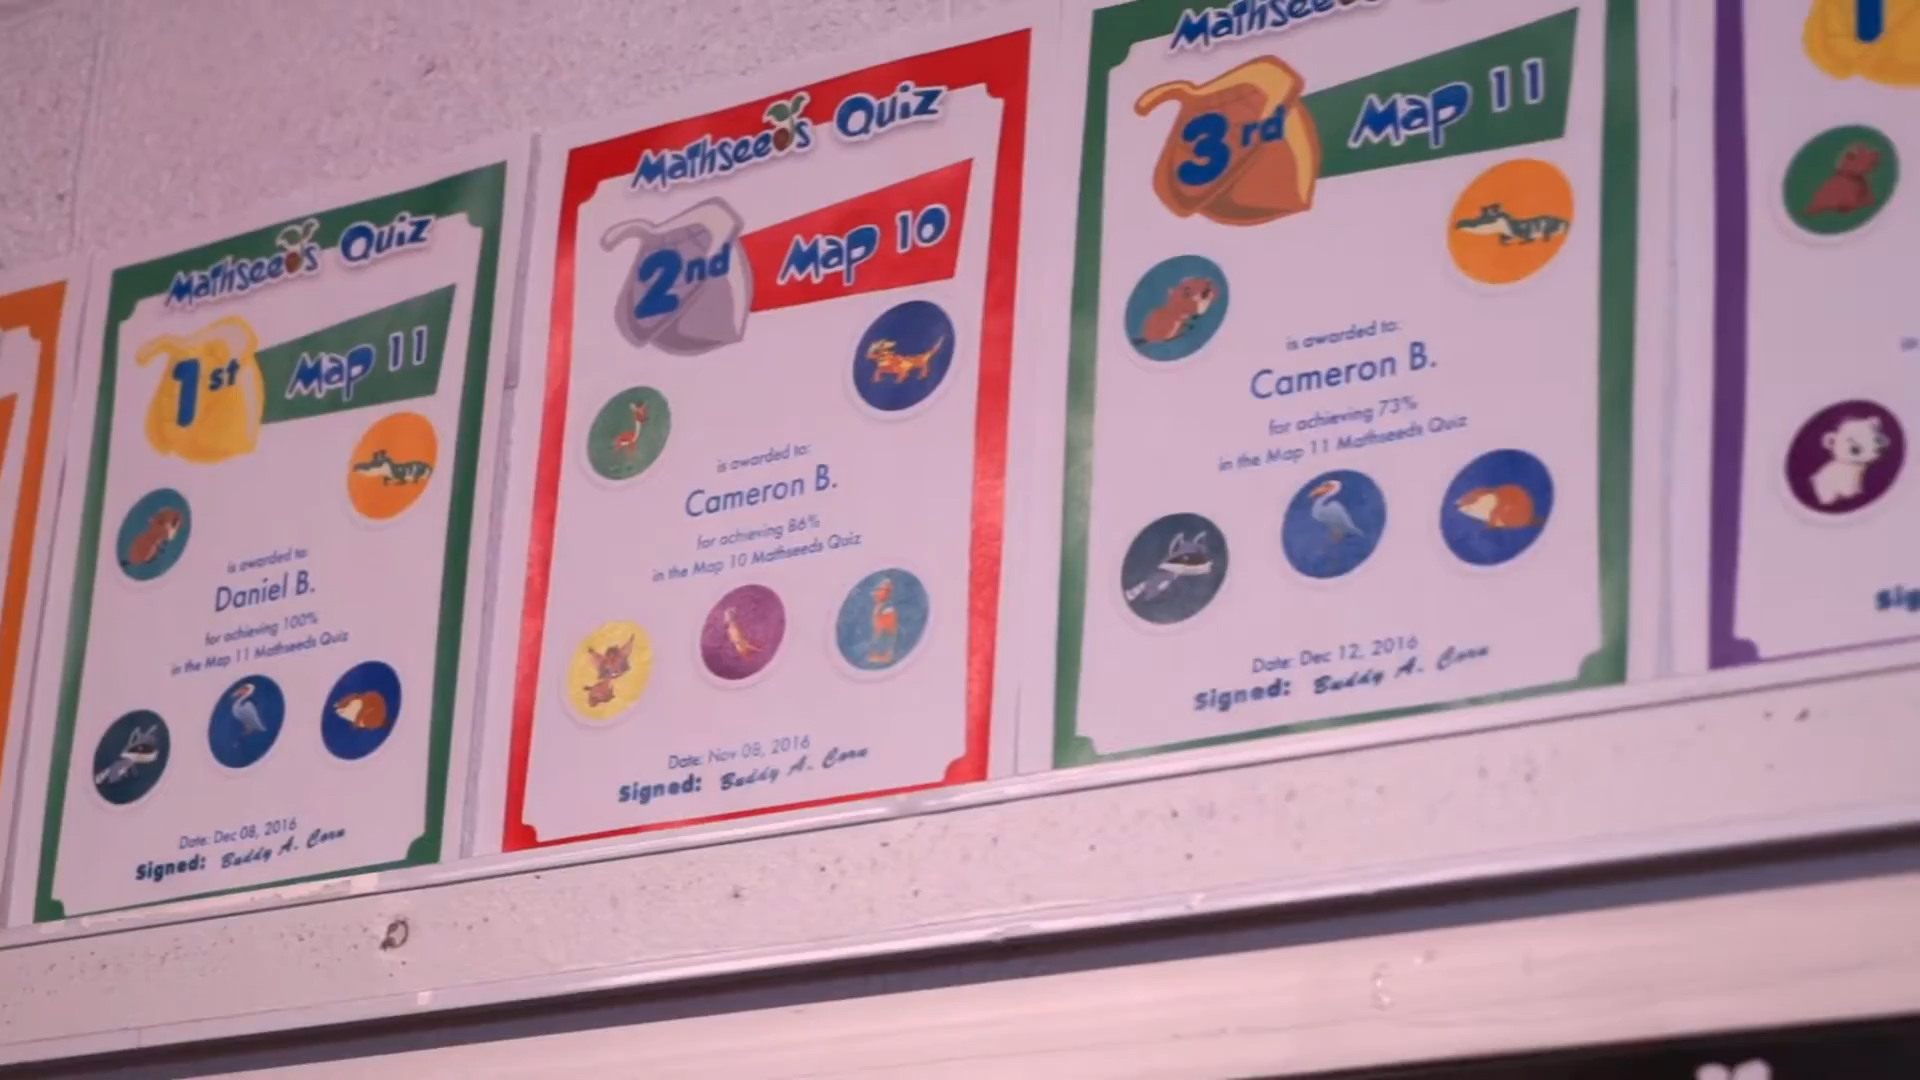 Mathseeds Quiz
1st Map 11
is awarded to:
Daniel B.
for achieving 100%
in the Map 11 Mathseeds Quiz
Date: Dec 08, 2016
Signed: Buddy A. Corn
Mathseeds Quiz
2nd Map 10
is awarded to:
Cameron B.
for achieving 86%
in the Map 10 Mathseeds Quiz
Date: Nov 08, 2016
Signed: Buddy A. Corn
Mathseeds
3rd Map 11
is awarded to:
Cameron B.
for achieving 73%
in the Map 11 Mathseeds Quiz
Date: Dec 12, 2016
Signed: Buddy A. Corn